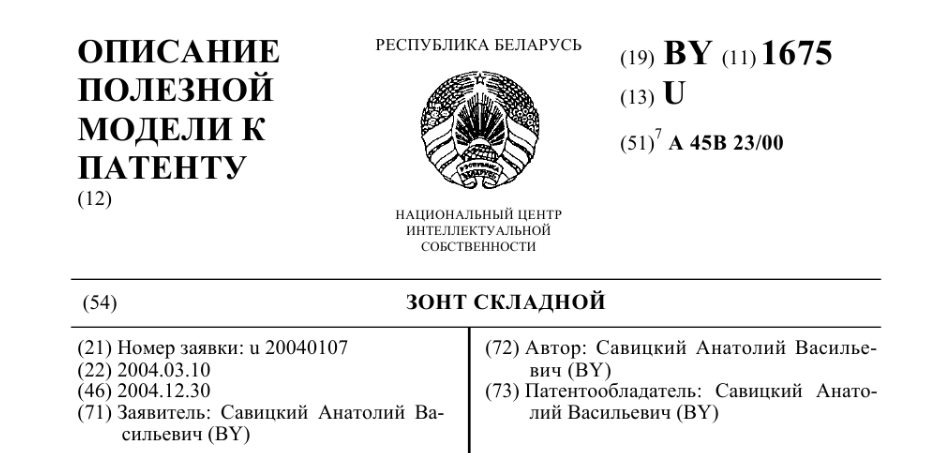 ОПИСАНИЕ
ПОЛЕЗНОЙ
МОДЕЛИ К
ПАТЕНТУ
(12)
РЕСПУБЛИКА БЕЛАРУСЬ
РЭСПУБЛІКА
БЕЛАРУСЬ
НАЦИОНАЛЬНЫЙ ЦЕНТР
ИНТЕЛЛЕКТУАЛЬНОЙ
СОБСТВЕННОСТИ
(19) BY (11) 1675
(13) U
(51)7 A 45B 23/00
(54) ЗОНТ СКЛАДНОЙ
(21) Номер заявки: u 20040107
(22) 2004.03.10
(46) 2004.12.30
(71) Заявитель: Савицкий Анатолий Ва-
сильевич (BY)
(72) Автор: Савицкий Анатолий Василье-
вич (BY)
(73) Патентообладатель: Савицкий Анато-
лий Васильевич (BY)